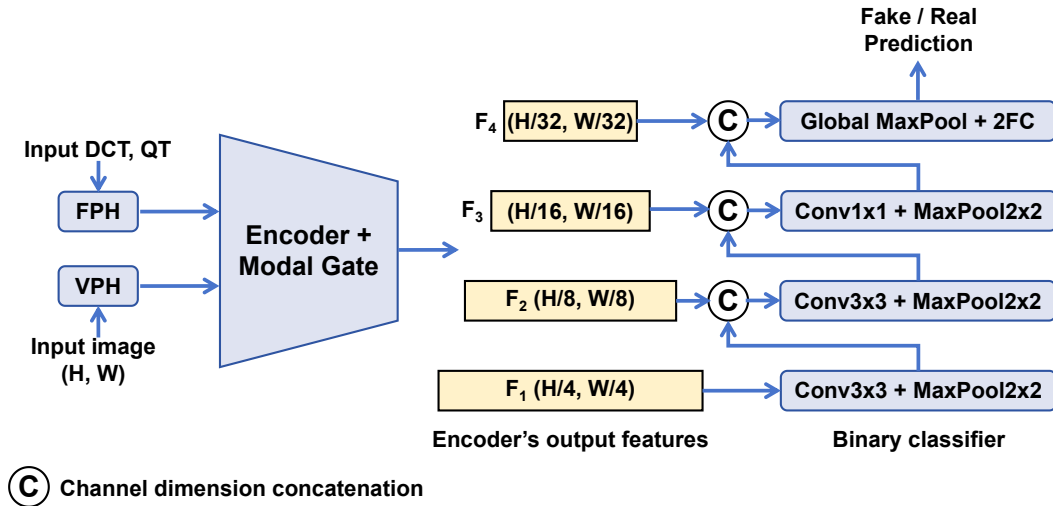 Fake / Real
Prediction
F4 (H/32, W/32)
C
Global MaxPool + 2FC
Input DCT, QT
FPH
F3 (H/16, W/16)
C
Conv1x1 + MaxPool2x2
Encoder +
Modal Gate
VPH
F2 (H/8, W/8)
C
Conv3x3 + MaxPool2x2
Input image
(H, W)
F1 (H/4, W/4)
Conv3x3 + MaxPool2x2
Encoder's output features
Binary classifier
C Channel dimension concatenation